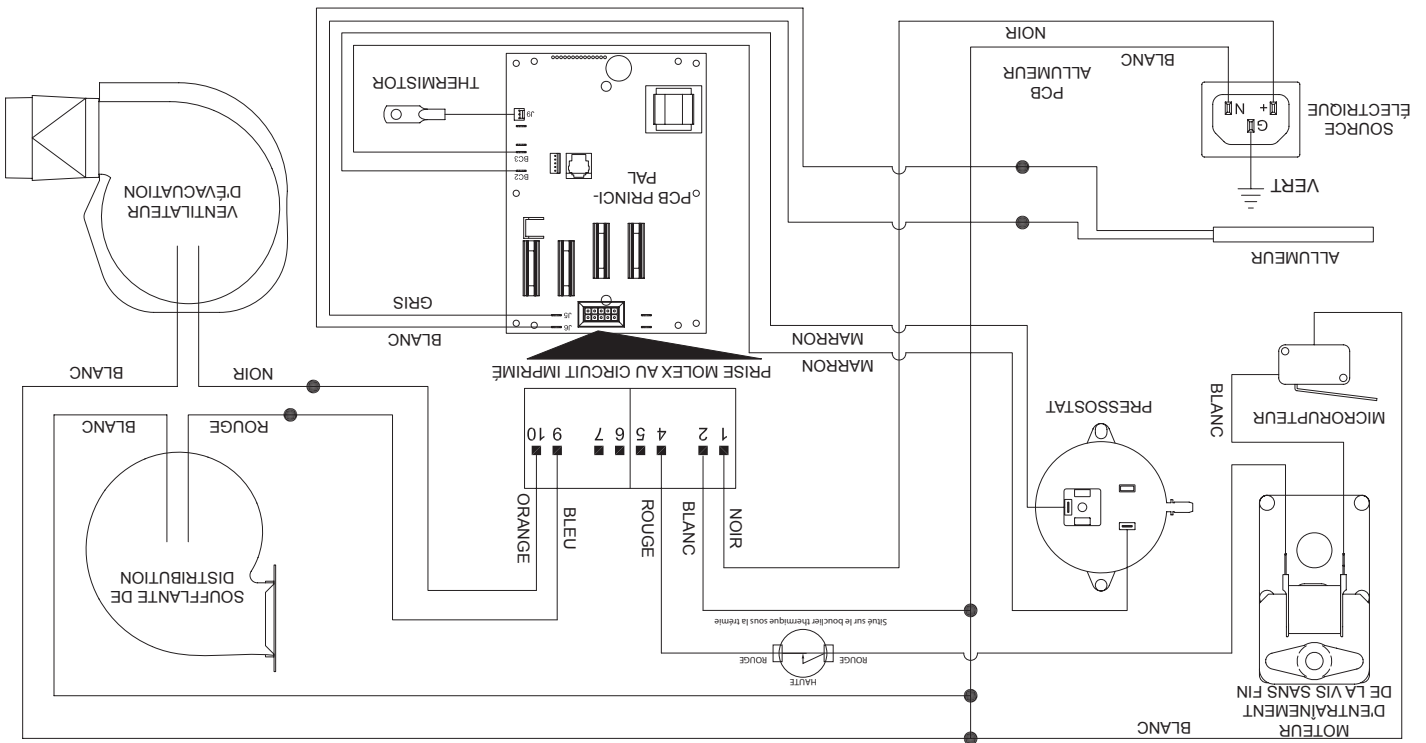 MOTEUR
D'ENTRAÎNEMENT
DE LA VIS SANS FIN
BLANC
HAUTE
ROUGE
ROUGE
Situé sur le bouclier thermique sous la trémie
SOUFFLANTE DE
DISTRIBUTION
NOIR
BLANC
ROUGE
BLEU
ORANGE
1
2
4
5
6
7
9
10
MICRORUPTEUR
BLANC
PRESSOSTAT
ROUGE
BLANC
PRISE MOLEX AU CIRCUIT IMPRIMÉ
NOIR
BLANC
MARRON
MARRON
BLANC
GRIS
J6
J5
ALLUMEUR
VENTILATEUR
D'ÉVACUATION
VERT
PCB PRINCI-
PAL
BC2
BC3
J9
SOURCE
ÉLECTRIQUE
G
+
N
PCB
ALLUMEUR
THERMISTOR
BLANC
NOIR